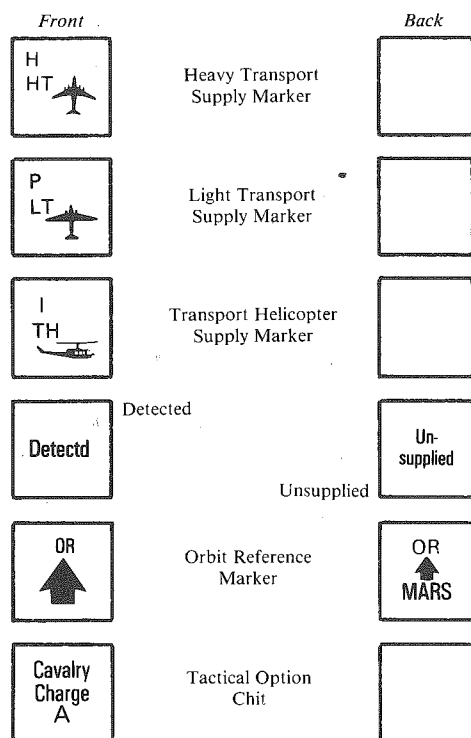 Front
Back
H
HT
Heavy Transport
Supply Marker
P
LT
Light Transport
Supply Marker
I
TH
Transport Helicopter
Supply Marker
Detectd
Detected
Unsupplied
Un-
supplied
OR
Orbit Reference
Marker
OR
MARS
Cavalry
Charge
A
Tactical Option
Chit